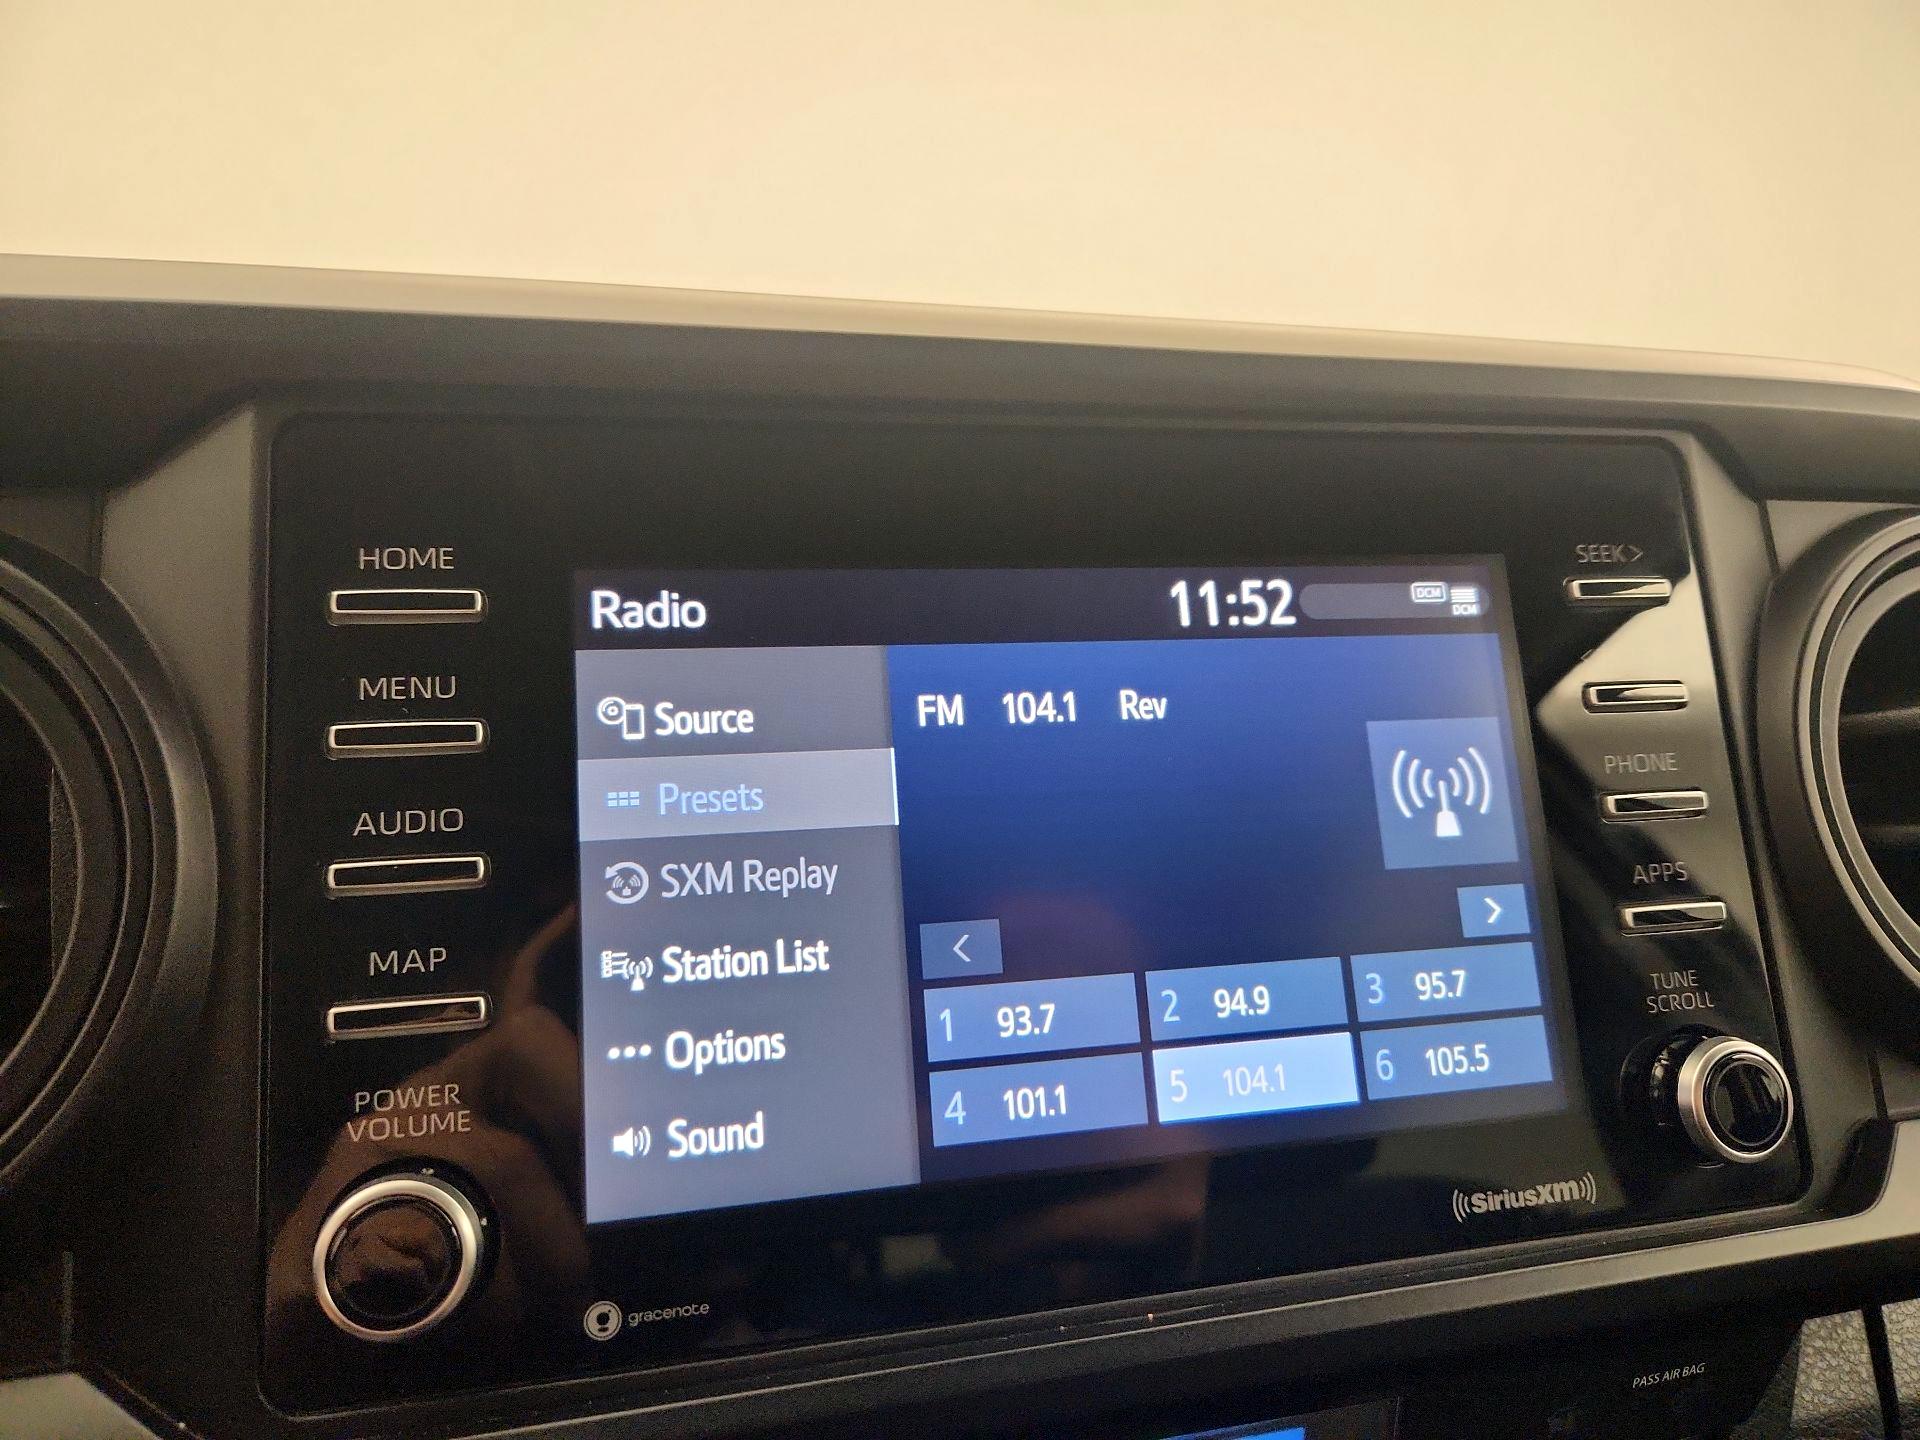 HOME
MENU
AUDIO
MAP
POWER
VOLUME
Radio
11:52
DCM
DCM
Source
Presets
SXM Replay
Station List
Options
Sound
FM 104.1 Rev
<
>
1 93.7
2 94.9
3 95.7
4 101.1
5 104.1
6 105.5
SEEK >
PHONE
APPS
TUNE
SCROLL
gracenote
((SiriusXM))
PASS AIR BAG